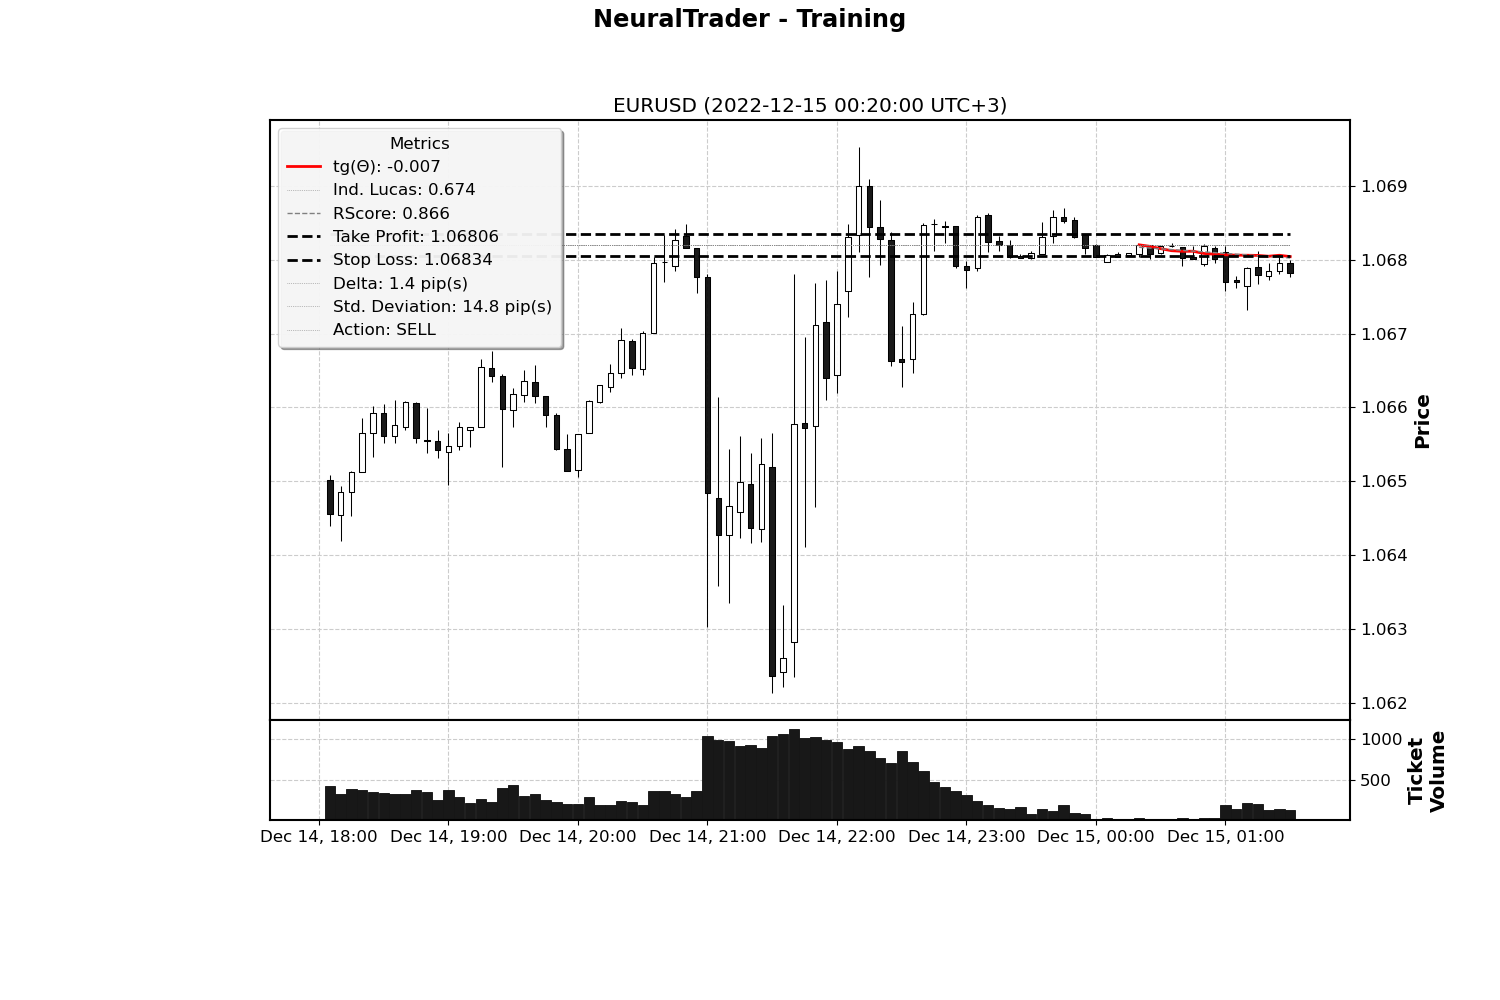 NeuralTrader - Training
EURUSD (2022-12-15 00:20:00 UTC+3)
Metrics
tg(Θ): -0.007
Ind. Lucas: 0.674
RScore: 0.866
Take Profit: 1.06806
Stop Loss: 1.06834
Delta: 1.4 pip(s)
Std. Deviation: 14.8 pip(s)
Action: SELL
1.069
1.068
1.067
1.066
1.065
1.064
1.063
1.062
Price
1000
500
Ticket
Volume
Dec 14, 18:00 Dec 14, 19:00 Dec 14, 20:00 Dec 14, 21:00 Dec 14, 22:00 Dec 14, 23:00 Dec 15, 00:00 Dec 15, 01:00